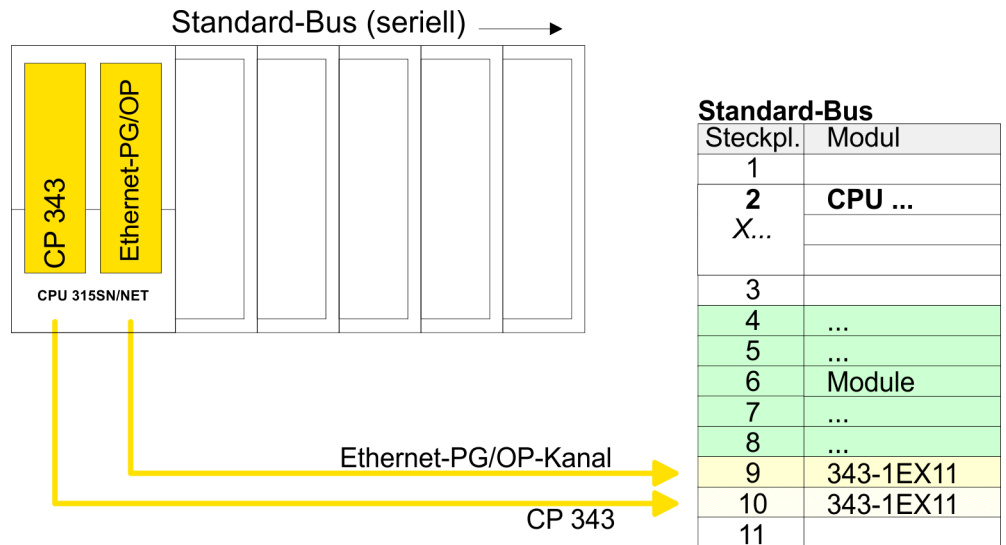 Standard-Bus (seriell)
CP 343
Ethernet-PG/OP
CPU 315SN/NET
Ethernet-PG/OP-Kanal
CP 343
Standard-Bus
Steckpl. Modul
1
2 CPU ...
X...
3
4 ...
5 ...
6 Module
7 ...
8 ...
9 343-1EX11
10 343-1EX11
11